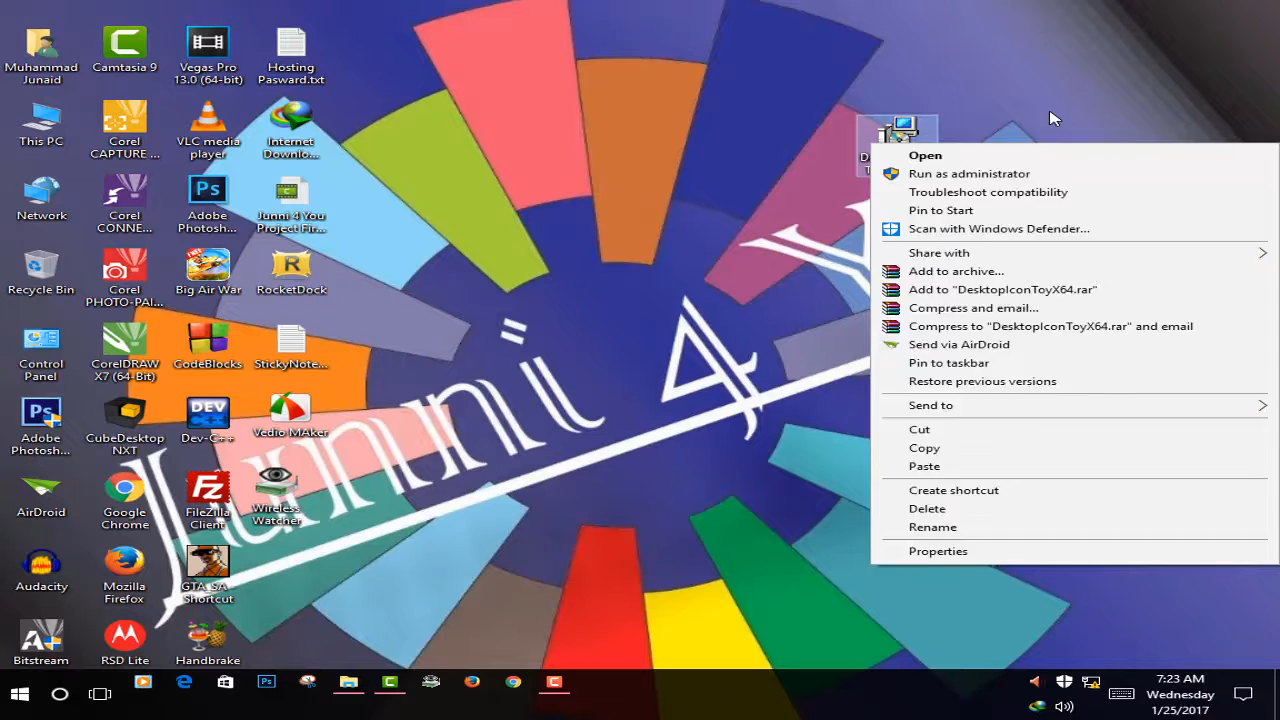 Muhammad
Junaid
Camtasia 9
Vegas Pro
13.0 (64-bit)
Hosting
Pasward.txt
This PC
Corel
CAPTURE ...
VLC media
player
Internet
Downlo...
Network
Corel
CONNE...
Adobe
Photosh...
Junni 4 You
Project Fir...
Recycle Bin
Corel
PHOTO-PAI...
Big Air War
RocketDock
Control
Panel
CorelDRAW
X7 (64-Bit)
CodeBlocks
StickyNote...
Adobe
Photosh...
CubeDesktop
NXT
Dev-C++
Vedio MAker
AirDroid
Google
Chrome
FileZilla
Client
Wireless
Watcher
Audacity
Mozilla
Firefox
GTA SA
Shortcut
Bitstream
RSD Lite
Handbrake
Junni 4 Y
Open
Run as administrator
Troubleshoot compatibility
Pin to Start
Scan with Windows Defender...
Share with
Add to archive...
Add to "DesktopIconToyX64.rar"
Compress and email...
Compress to "DesktopIconToyX64.rar" and email
Send via AirDroid
Pin to taskbar
Restore previous versions
Send to
Cut
Copy
Paste
Create shortcut
Delete
Rename
Properties
7:23 AM
Wednesday
1/25/2017